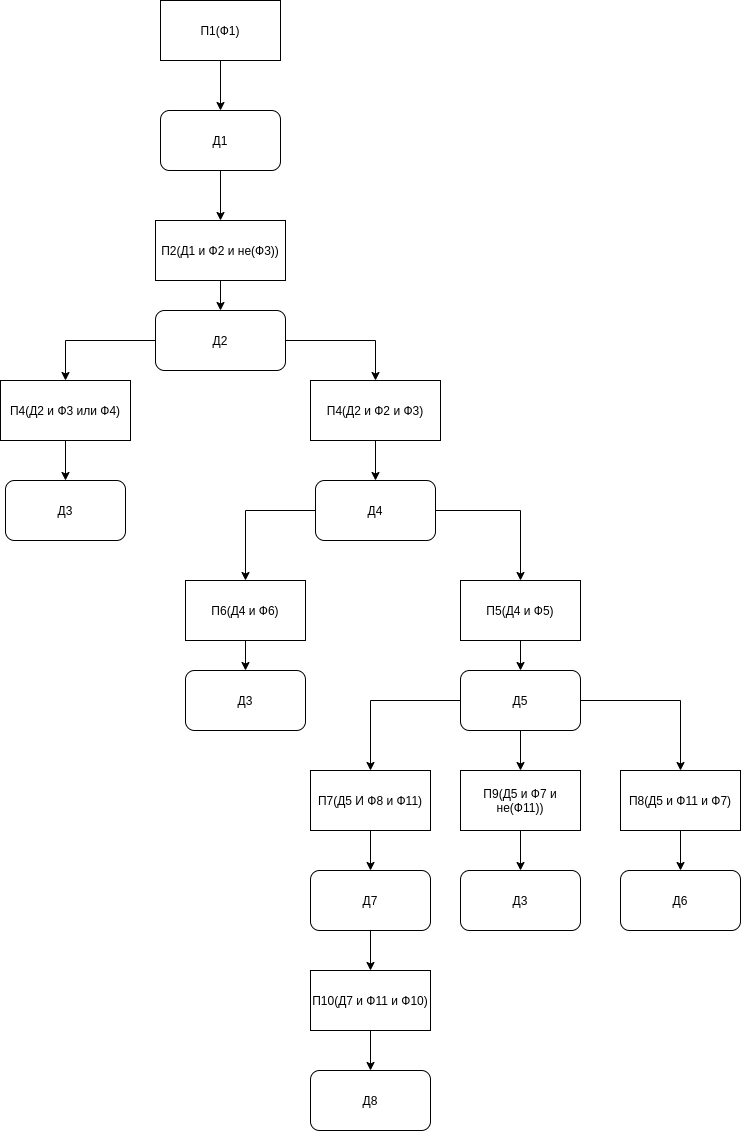 П1(Ф1)
Д1
П2(Д1 и Ф2 и не(Ф3))
Д2
П4(Д2 и Ф3 или Ф4)
П4(Д2 и Ф2 и Ф3)
Д3
Д4
П6(Д4 и Ф6)
П5(Д4 и Ф5)
Д3
Д5
П7(Д5 И Ф8 и Ф11)
П9(Д5 и Ф7 и
не(Ф11))
П8(Д5 и Ф11 и Ф7)
Д7
Д3
Д6
П10(Д7 и Ф11 и Ф10)
Д8